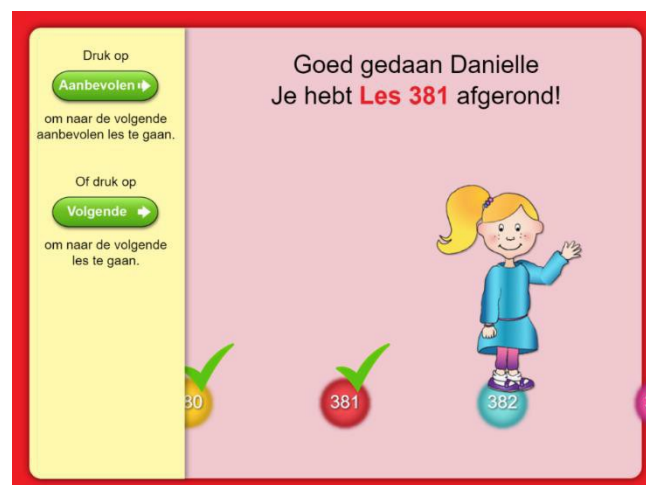 Druk op
Aanbevolen
om naar de volgende
aanbevolen les te gaan.
Of druk op
Volgende
om naar de volgende
les te gaan.
Goed gedaan Danielle
Je hebt Les 381 afgerond!
80
381
382